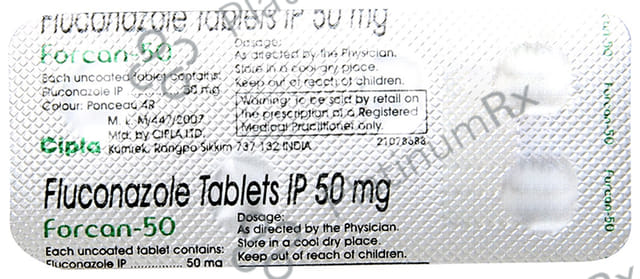 Fluconazole Tablets IP 50 mg
Forcan-50
Each uncoated tablet contains:
Fluconazole IP ............... 50 mg
Colour: Ponceau 4R
M. L. M/447/2007
Mfd. by CIPLA LTD.
Cipla Kumrek, Rangpo Sikkim 737 132 INDIA.
Dosage:
As directed by the Physician.
Store in a cool dry place.
Keep out of reach of children.
Warning: To be sold by retail on
the prescription of a Registered
Medical Practitioner only.
Fluconazole Tablets IP 50 mg
Forcan-50
Each uncoated tablet contains:
Fluconazole IP ............... 50 mg
Dosage:
As directed by the Physician.
Store in a cool dry place.
Keep out of reach of children.
Forcan-50
Forcan-50
PlatinumRx